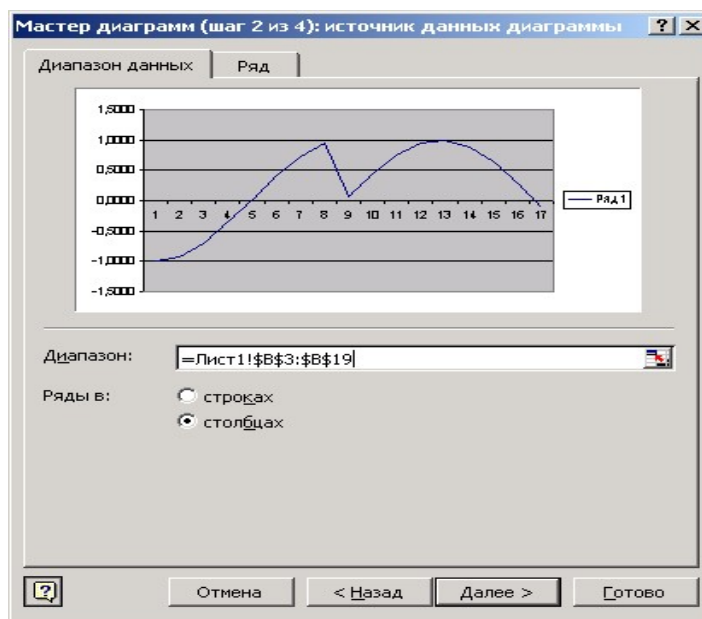 Мастер диаграмм (шаг 2 из 4): источник данных диаграммы
Диапазон данных Ряд
1,5000
1,0000
0,5000
0,0000
1 2 3 4 5 6 7 8 9 10 11 12 13 14 15 16 17
Ряд1
-0,5000
-1,0000
-1,5000
Диапазон: =Лист1!$B$3:$B$19
Ряды в: строках
столбцах
Отмена < Назад Далее > Готово